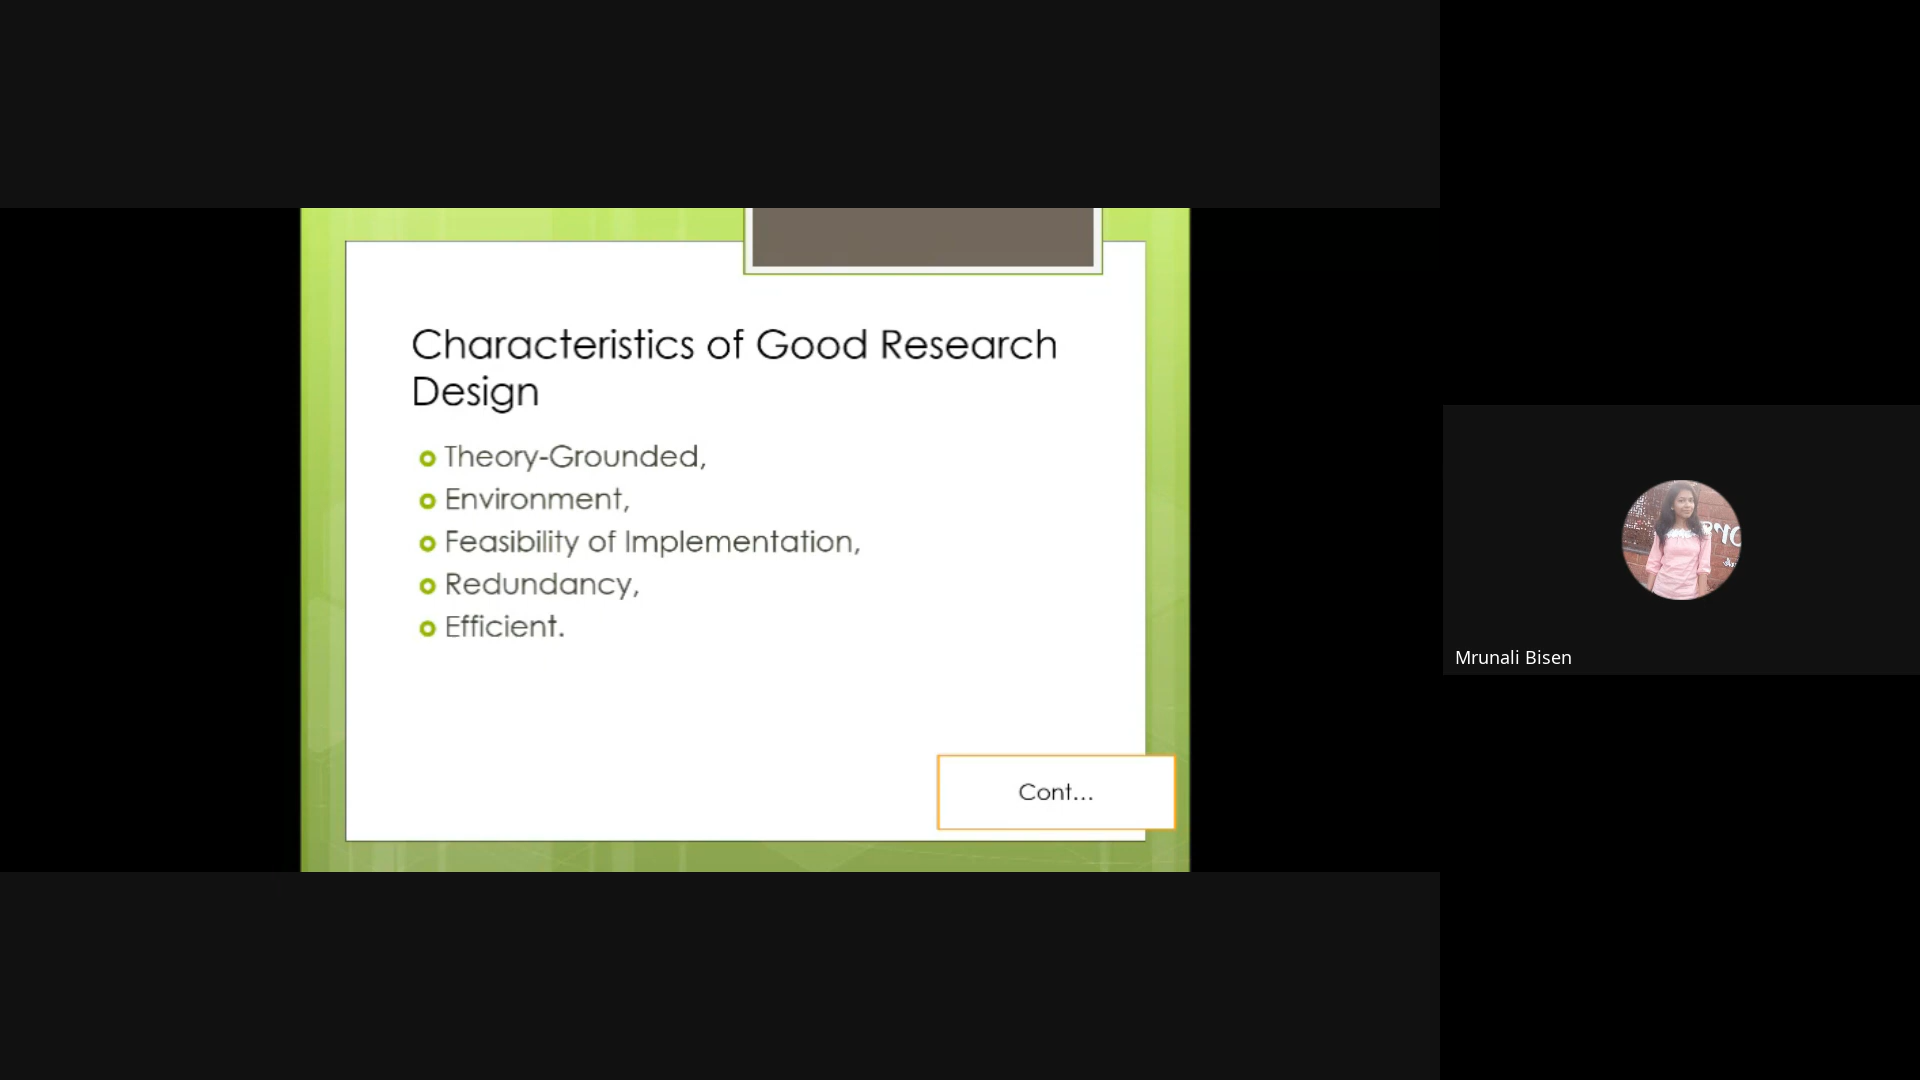 Characteristics of Good Research
Design
Theory-Grounded,
Environment,
Feasibility of Implementation,
Redundancy,
Efficient.
Cont...
Mrunali Bisen